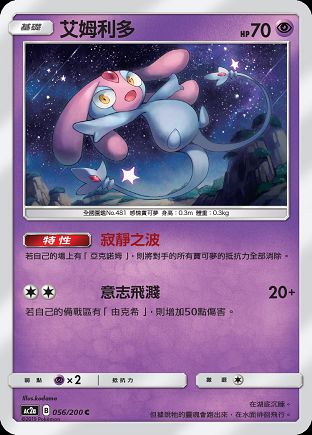 基礎 艾姆利多 HP70
全國圖鑑No.481 感情寶可夢 身高：0.3m 體重：0.3kg
特性 寂靜之波
若自己的場上有「亞克諾姆」，則將對手的所有寶可夢的抵抗力全部消除。
意志飛濺 20+
若自己的備戰區有「由克希」，則增加50點傷害。
弱點 ×2 抵抗力 撤退
Illus.kodama
AC2a B 056/200 C
©2019 Pokémon
在湖底沉睡。
但據說牠的靈魂會跑出來，在水面徘徊飛行。